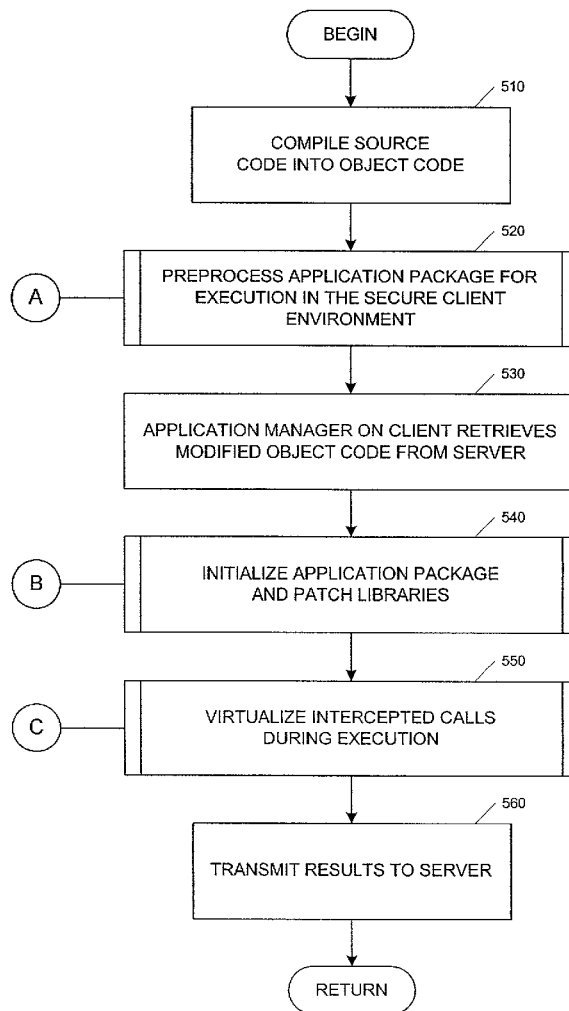 BEGIN
510
COMPILE SOURCE
CODE INTO OBJECT CODE
520
A
PREPROCESS APPLICATION PACKAGE FOR
EXECUTION IN THE SECURE CLIENT
ENVIRONMENT
530
APPLICATION MANAGER ON CLIENT RETRIEVES
MODIFIED OBJECT CODE FROM SERVER
540
B
INITIALIZE APPLICATION PACKAGE
AND PATCH LIBRARIES
550
C
VIRTUALIZE INTERCEPTED CALLS
DURING EXECUTION
560
TRANSMIT RESULTS TO SERVER
RETURN